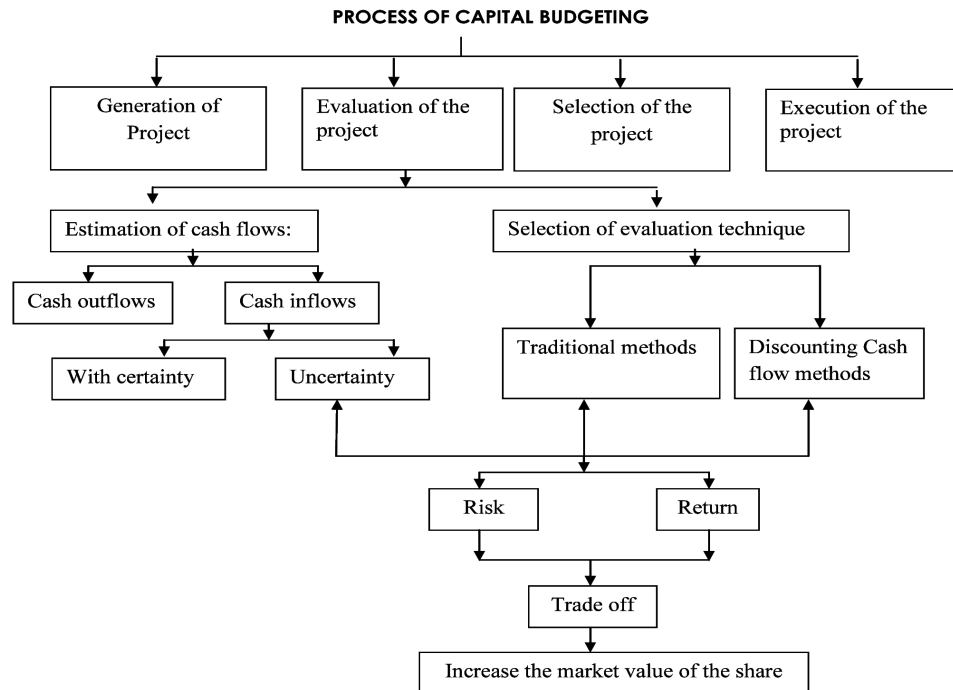 PROCESS OF CAPITAL BUDGETING
Generation of
Project
Evaluation of the
project
Selection of the
project
Execution of the
project
Estimation of cash flows:
Selection of evaluation technique
Cash outflows
Cash inflows
Traditional methods
Discounting Cash
flow methods
With certainty
Uncertainty
Risk
Return
Trade off
Increase the market value of the share